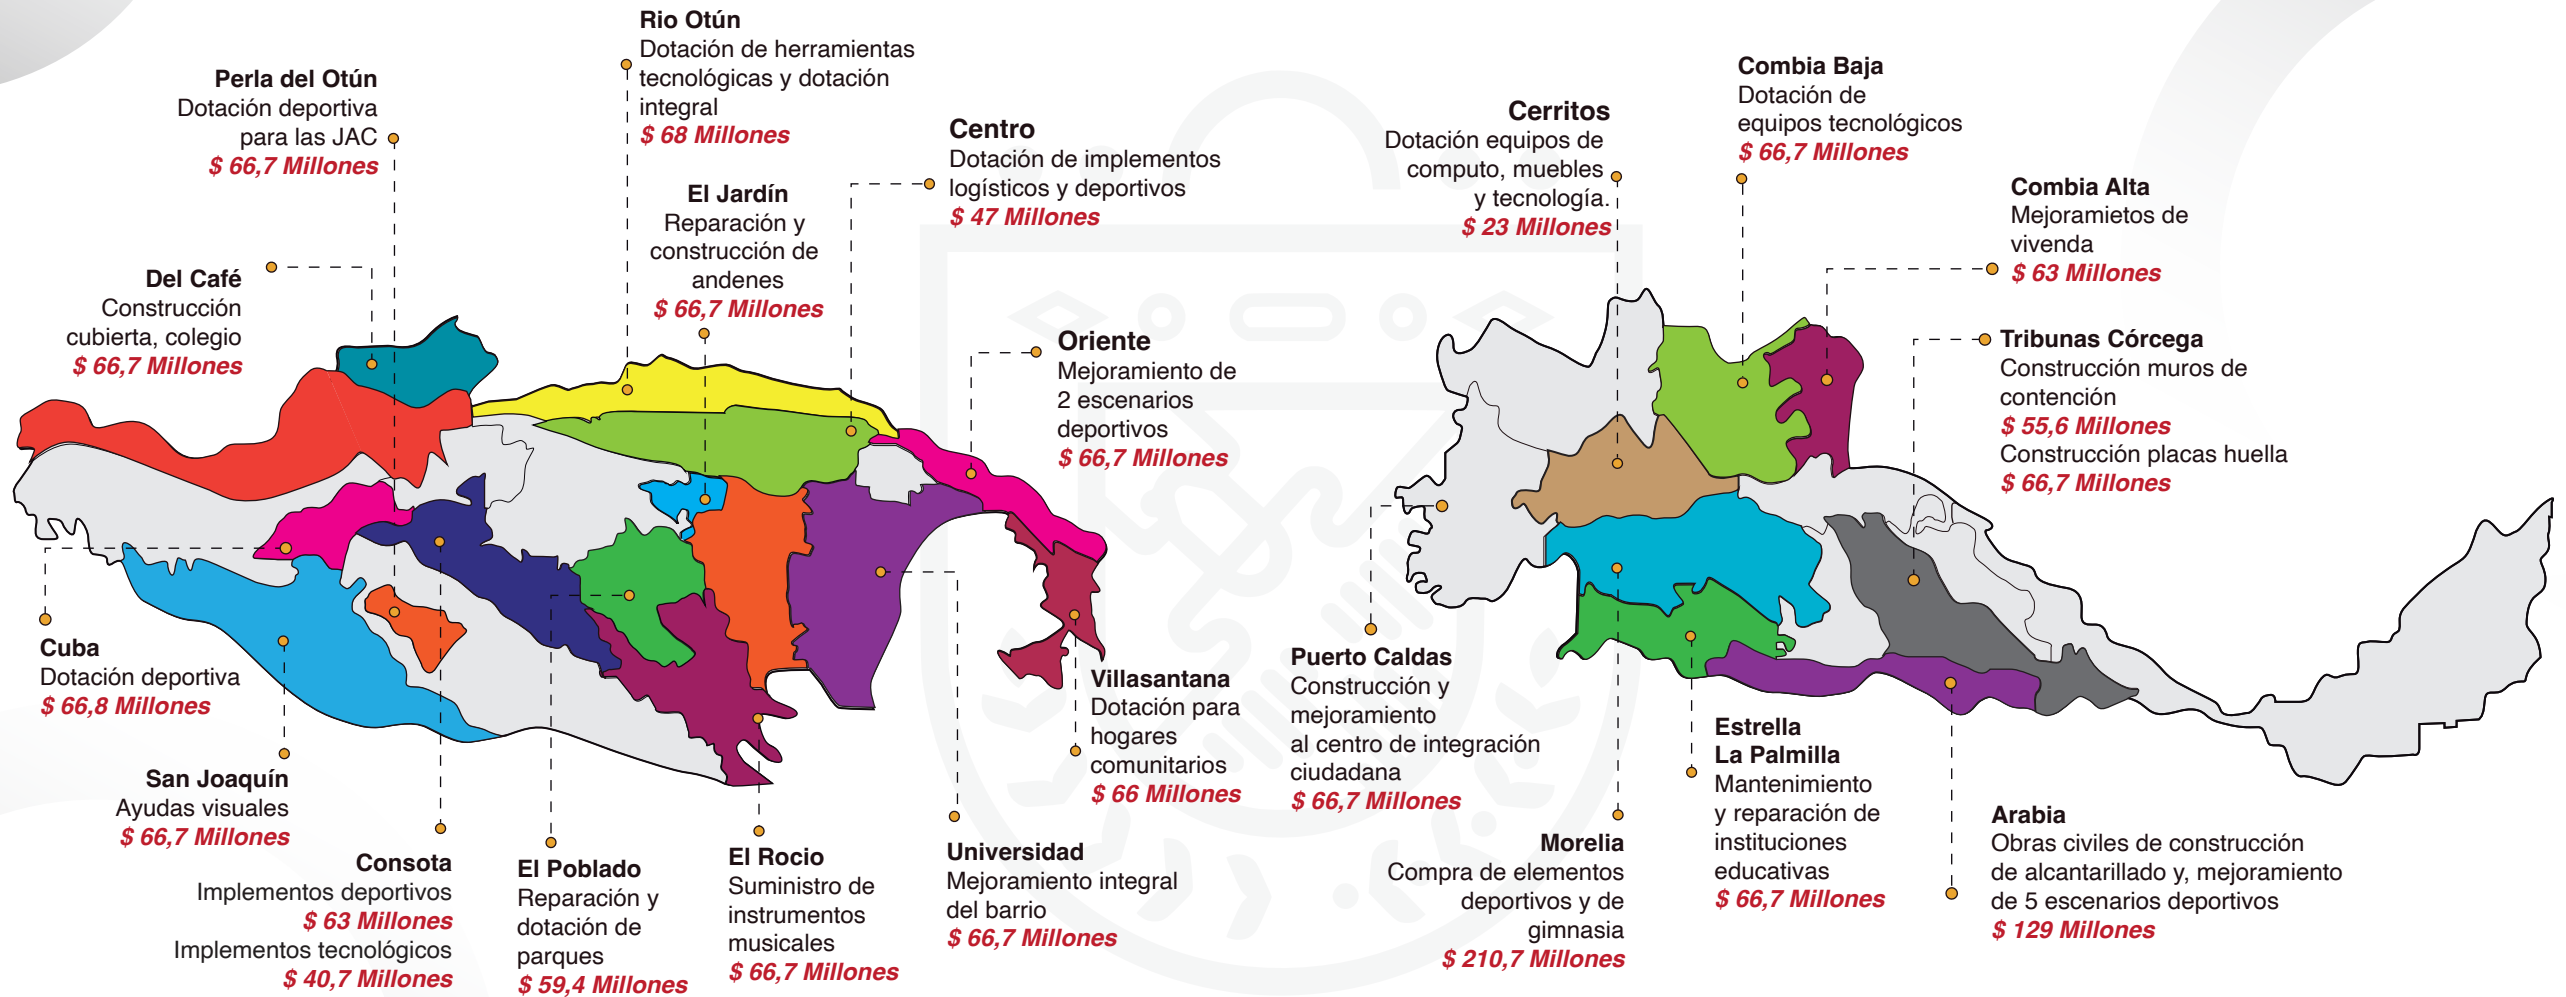 Rio Otún
Dotación de herramientas
tecnológicas y dotación
integral
$ 68 Millones
Perla del Otún
Dotación deportiva
para las JAC
$ 66,7 Millones
Centro
Dotación de implementos
logísticos y deportivos
$ 47 Millones
El Jardín
Reparación y
construcción de
andenes
$ 66,7 Millones
Del Café
Construcción
cubierta, colegio
$ 66,7 Millones
Oriente
Mejoramiento de
2 escenarios
deportivos
$ 66,7 Millones
Cuba
Dotación deportiva
$ 66,8 Millones
San Joaquín
Ayudas visuales
$ 66,7 Millones
Consota
Implementos deportivos
$ 63 Millones
Implementos tecnológicos
$ 40,7 Millones
El Poblado
Reparación y
dotación de
parques
$ 59,4 Millones
El Rocio
Suministro de
instrumentos
musicales
$ 66,7 Millones
Universidad
Mejoramiento integral
del barrio
$ 66,7 Millones
Villasantana
Dotación para
hogares
comunitarios
$ 66 Millones
Cerritos
Dotación equipos de
computo, muebles
y tecnología.
$ 23 Millones
Combia Baja
Dotación de
equipos tecnológicos
$ 66,7 Millones
Combia Alta
Mejoramietos de
vivenda
$ 63 Millones
Tribunas Córcega
Construcción muros de
contención
$ 55,6 Millones
Construcción placas huella
$ 66,7 Millones
Puerto Caldas
Construcción y
mejoramiento
al centro de integración
ciudadana
$ 66,7 Millones
Morelia
Compra de elementos
deportivos y de
gimnasia
$ 210,7 Millones
Estrella
La Palmilla
Mantenimiento
y reparación de
instituciones
educativas
$ 66,7 Millones
Arabia
Obras civiles de construcción
de alcantarillado y, mejoramiento
de 5 escenarios deportivos
$ 129 Millones